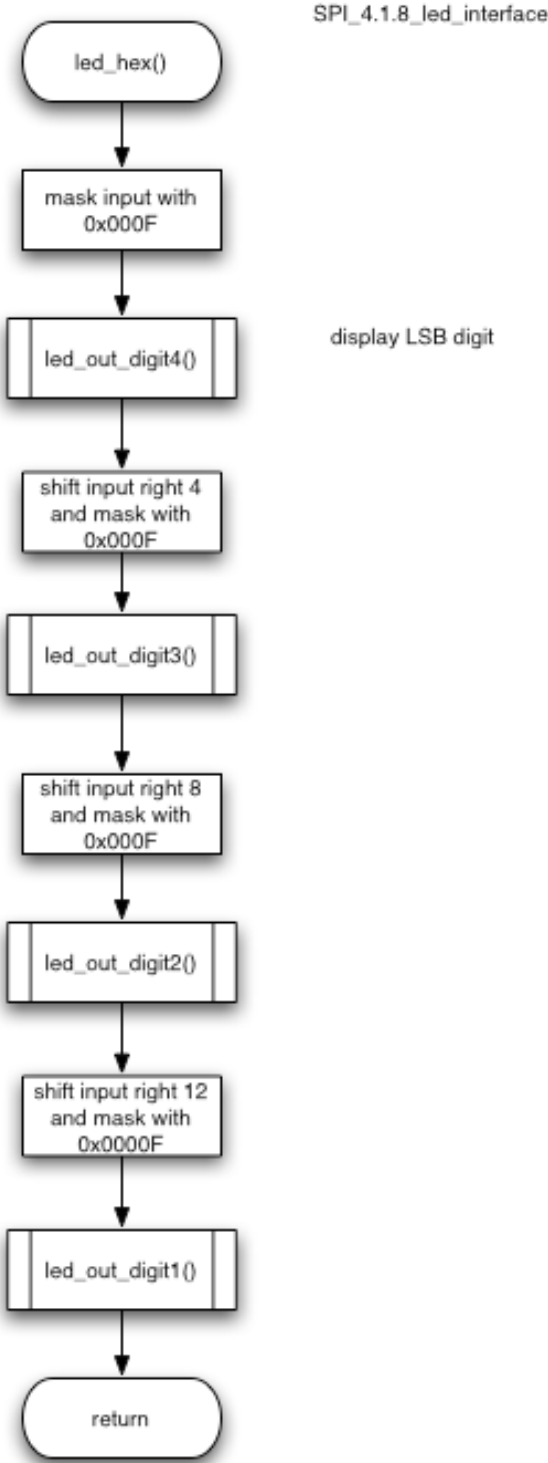 SPI_4.1.8_led_interface
led_hex()
mask input with
0x000F
led_out_digit4()
display LSB digit
shift input right 4
and mask with
0x000F
led_out_digit3()
shift input right 8
and mask with
0x000F
led_out_digit2()
shift input right 12
and mask with
0x0000F
led_out_digit1()
return